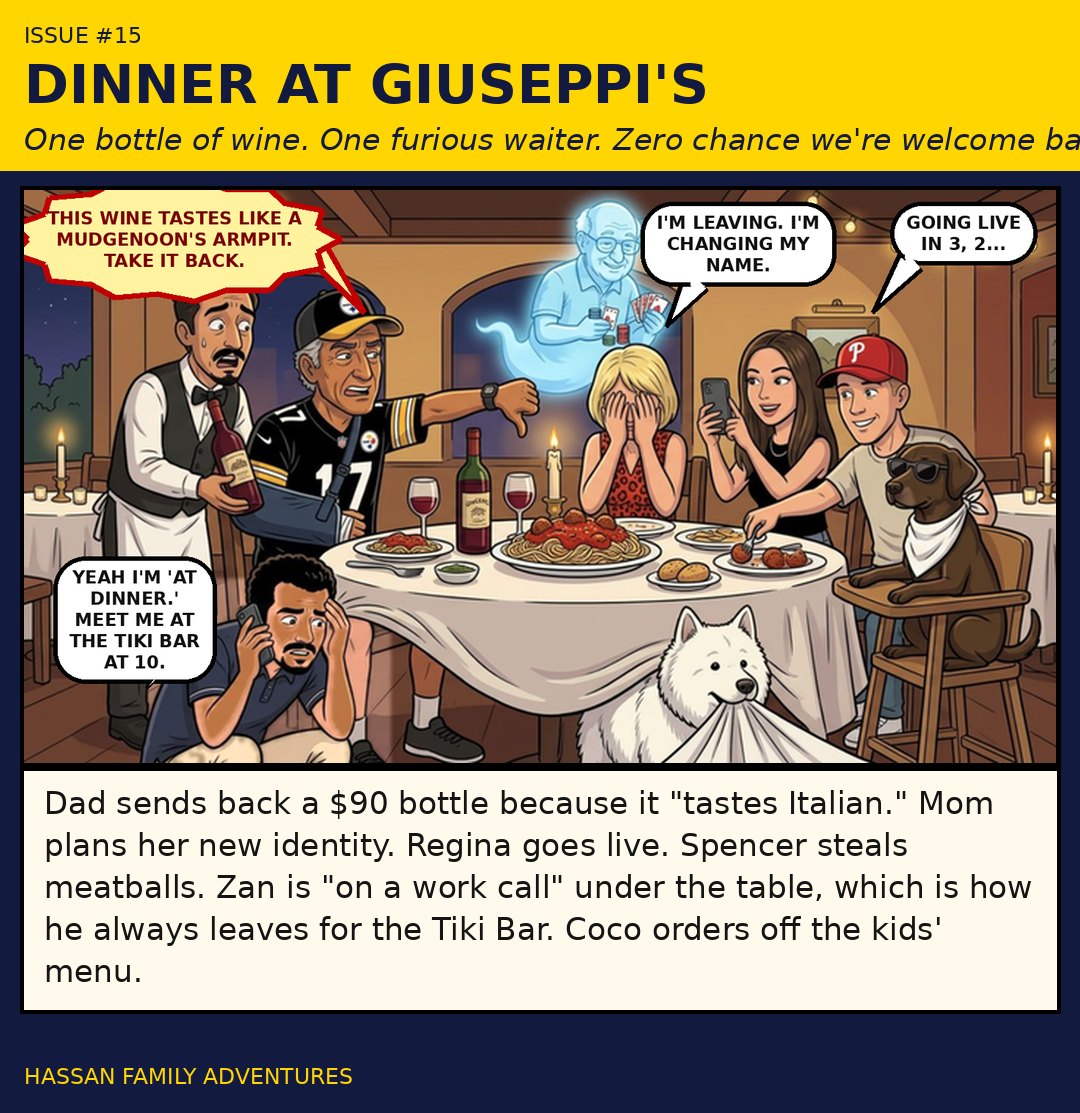 ISSUE #15
DINNER AT GIUSEPPI'S
One bottle of wine. One furious waiter. Zero chance we're welcome ba
THIS WINE TASTES LIKE A
MUDGENOON'S ARMPIT.
TAKE IT BACK.
I'M LEAVING. I'M
CHANGING MY
NAME.
GOING LIVE
IN 3, 2...
P
17
17
YEAH I'M 'AT
DINNER.'
MEET ME AT
THE TIKI BAR
AT 10.
Dad sends back a $90 bottle because it "tastes Italian." Mom
plans her new identity. Regina goes live. Spencer steals
meatballs. Zan is "on a work call" under the table, which is how
he always leaves for the Tiki Bar. Coco orders off the kids'
menu.
HASSAN FAMILY ADVENTURES